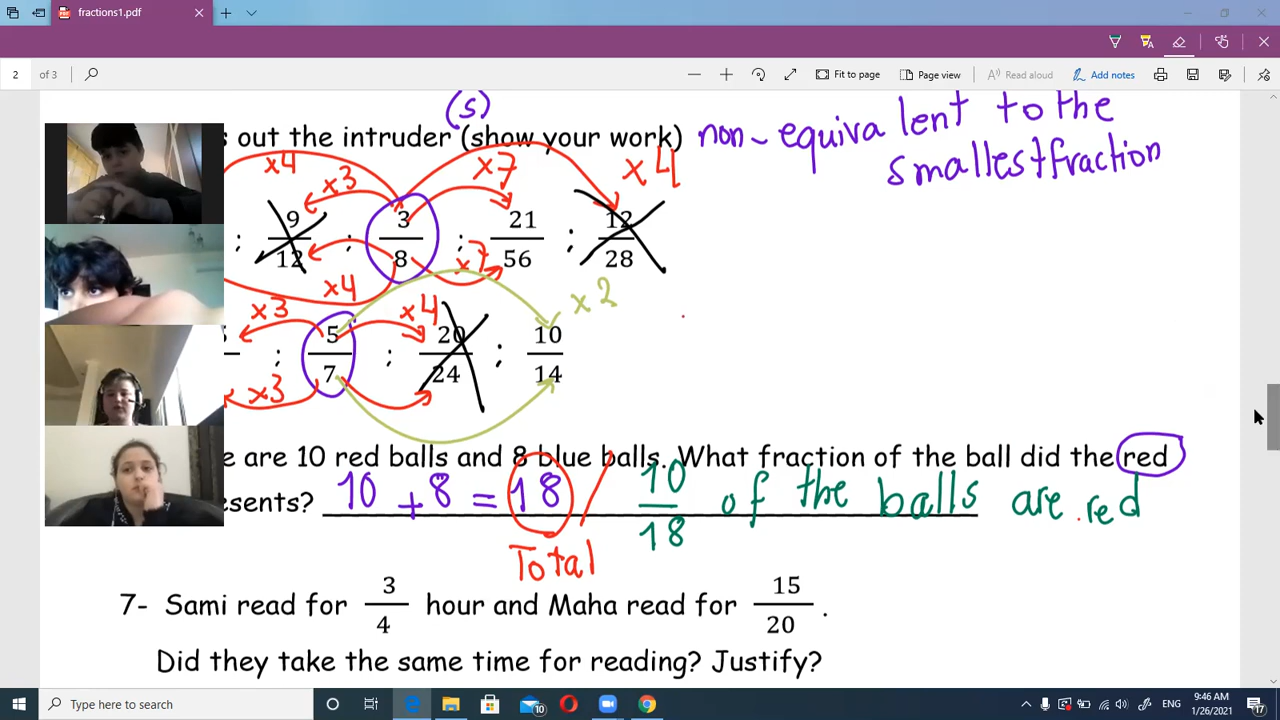 fractions1.pdf
2 of 3
Fit to page
Page view
Read aloud
Add notes
(s)
s out the intruder (show your work) non-equivalent to the
smallest fraction
x4 x3 x7 x4
; 9/12 ; 3/8 ; 21/56 ; 12/28
x4 x7
x3 x4 x2
; 5/7 ; 20/24 ; 10/14
x3
e are 10 red balls and 8 blue balls. What fraction of the ball did the red
sents? 10 + 8 = 18 / 10/18 of the balls are red
Total
7- Sami read for 3/4 hour and Maha read for 15/20.
Did they take the same time for reading? Justify?
Type here to search
10
9:46 AM
1/26/2021
17